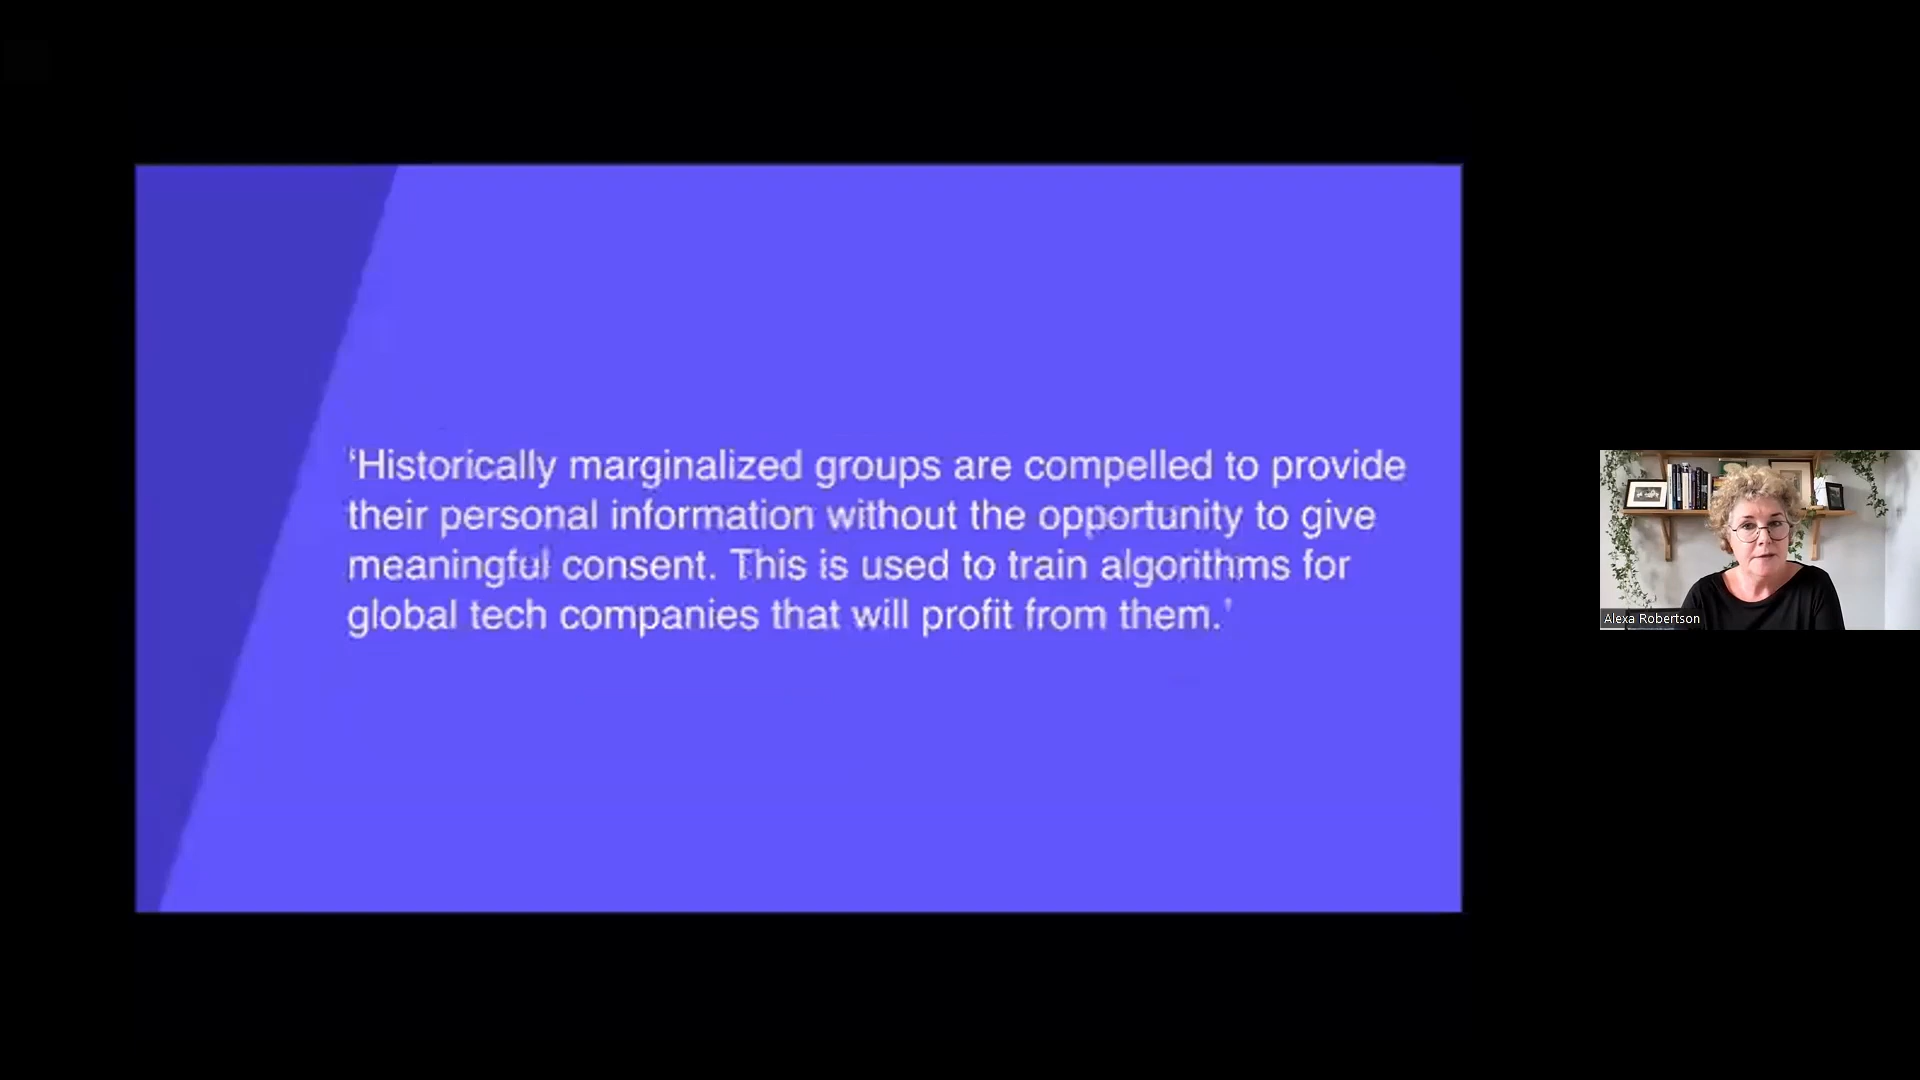 ‘Historically marginalized groups are compelled to provide
their personal information without the opportunity to give
meaningful consent. This is used to train algorithms for
global tech companies that will profit from them.’
Alexa Robertson